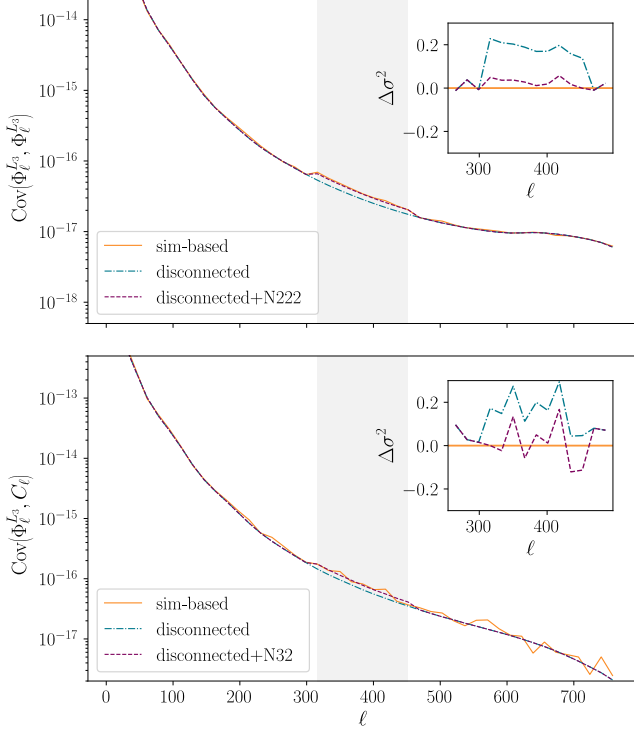 10⁻¹⁴
10⁻¹⁵
10⁻¹⁶
10⁻¹⁷
10⁻¹⁸
Cov(Φ_ℓ^{L₃}, Φ_ℓ^{L₃})
sim-based
disconnected
disconnected+N222
0.2
0.0
−0.2
Δσ²
300
400
ℓ
10⁻¹³
10⁻¹⁴
10⁻¹⁵
10⁻¹⁶
10⁻¹⁷
Cov(Φ_ℓ^{L₃}, C_ℓ)
sim-based
disconnected
disconnected+N32
0.2
0.0
−0.2
Δσ²
300
400
ℓ
0 100 200 300 400 500 600 700
ℓ